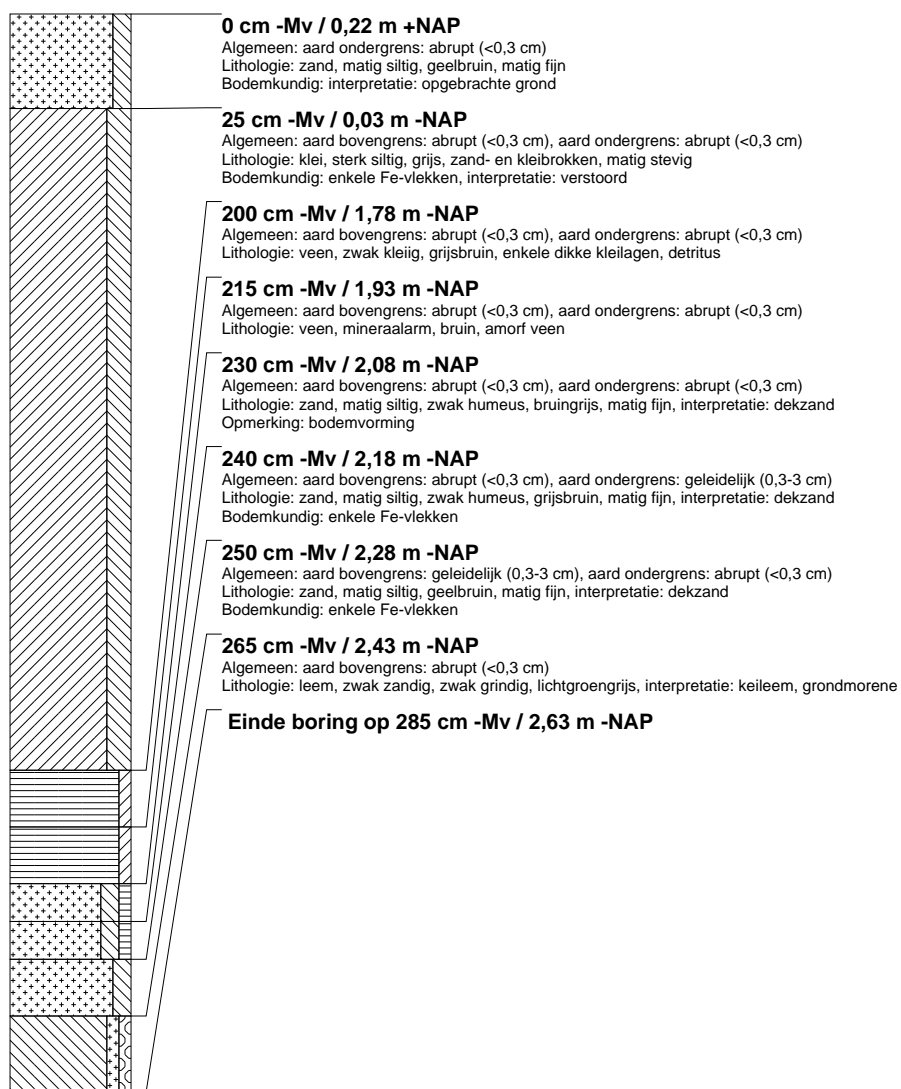 0 cm -Mv / 0,22 m +NAP
Algemeen: aard ondergrens: abrupt (<0,3 cm)
Lithologie: zand, matig siltig, geelbruin, matig fijn
Bodemkundig: interpretatie: opgebrachte grond
25 cm -Mv / 0,03 m -NAP
Algemeen: aard bovengrens: abrupt (<0,3 cm), aard ondergrens: abrupt (<0,3 cm)
Lithologie: klei, sterk siltig, grijs, zand- en kleibrokken, matig stevig
Bodemkundig: enkele Fe-vlekken, interpretatie: verstoord
200 cm -Mv / 1,78 m -NAP
Algemeen: aard bovengrens: abrupt (<0,3 cm), aard ondergrens: abrupt (<0,3 cm)
Lithologie: veen, zwak kleiig, grijsbruin, enkele dikke kleilagen, detritus
215 cm -Mv / 1,93 m -NAP
Algemeen: aard bovengrens: abrupt (<0,3 cm), aard ondergrens: abrupt (<0,3 cm)
Lithologie: veen, mineraalarm, bruin, amorf veen
230 cm -Mv / 2,08 m -NAP
Algemeen: aard bovengrens: abrupt (<0,3 cm), aard ondergrens: abrupt (<0,3 cm)
Lithologie: zand, matig siltig, zwak humeus, bruingrijs, matig fijn, interpretatie: dekzand
Opmerking: bodemvorming
240 cm -Mv / 2,18 m -NAP
Algemeen: aard bovengrens: abrupt (<0,3 cm), aard ondergrens: geleidelijk (0,3-3 cm)
Lithologie: zand, matig siltig, zwak humeus, grijsbruin, matig fijn, interpretatie: dekzand
Bodemkundig: enkele Fe-vlekken
250 cm -Mv / 2,28 m -NAP
Algemeen: aard bovengrens: geleidelijk (0,3-3 cm), aard ondergrens: abrupt (<0,3 cm)
Lithologie: zand, matig siltig, geelbruin, matig fijn, interpretatie: dekzand
Bodemkundig: enkele Fe-vlekken
265 cm -Mv / 2,43 m -NAP
Algemeen: aard bovengrens: abrupt (<0,3 cm)
Lithologie: leem, zwak zandig, zwak grindig, lichtgroengrijs, interpretatie: keileem, grondmorene
Einde boring op 285 cm -Mv / 2,63 m -NAP